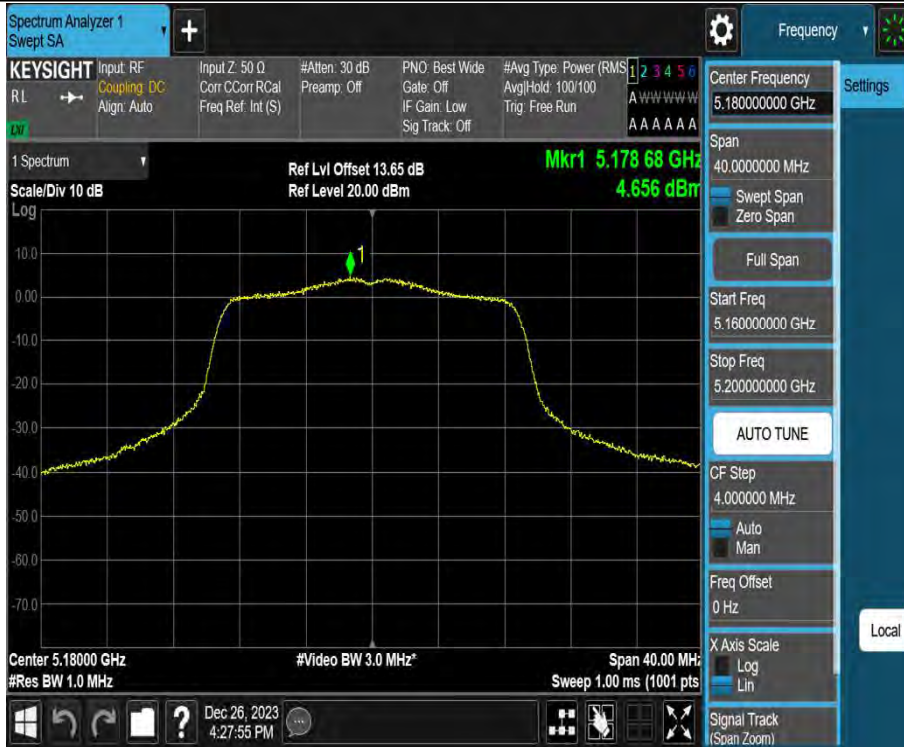 Spectrum Analyzer 1
Swept SA
+
Frequency
KEYSIGHT
RL
LXI
Input: RF
Coupling: DC
Align: Auto
Input Z: 50 Ω
Corr CCorr RCal
Freq Ref: Int (S)
#Atten: 30 dB
Preamp: Off
PNO: Best Wide
Gate: Off
IF Gain: Low
Sig Track: Off
#Avg Type: Power (RMS
Avg|Hold: 100/100
Trig: Free Run
1 2 3 4 5 6
A W W W W W
A A A A A A
1 Spectrum
Scale/Div 10 dB
Ref Lvl Offset 13.65 dB
Ref Level 20.00 dBm
Mkr1 5.178 68 GHz
4.656 dBm
Log
1
10.0
0.00
-10.0
-20.0
-30.0
-40.0
-50.0
-60.0
-70.0
Center 5.18000 GHz
#Video BW 3.0 MHz*
Span 40.00 MHz
#Res BW 1.0 MHz
Sweep 1.00 ms (1001 pts
?
Dec 26, 2023
4:27:55 PM
Center Frequency
5.180000000 GHz
Settings
Span
40.0000000 MHz
Swept Span
Zero Span
Full Span
Start Freq
5.160000000 GHz
Stop Freq
5.200000000 GHz
AUTO TUNE
CF Step
4.000000 MHz
Auto
Man
Freq Offset
0 Hz
Local
X Axis Scale
Log
Lin
Signal Track
(Span Zoom)